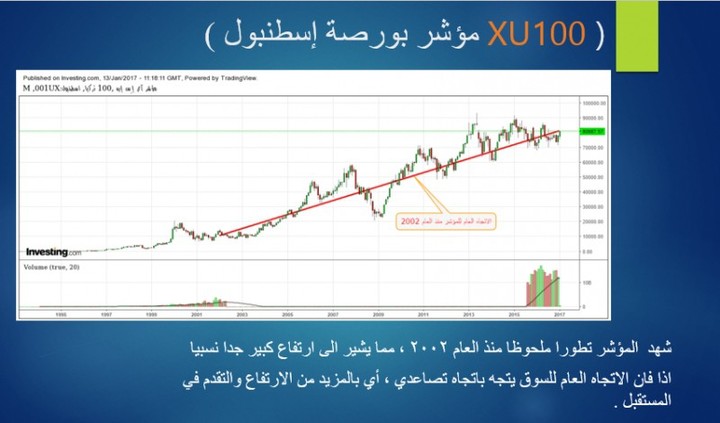 ( XU100 مؤشر بورصة إسطنبول )
Published on Investing.com, 13/Jan/2017 - 11:18:11 GMT, Powered by TradingView.
100000.00
80000.00
70000.00
60000.00
50000.00
40000.00
30000.00
20000.00
10000.00
0.00
الاتجاه العام للمؤشر منذ العام 2002
Investing.com
Volume (true, 20)
10B
0
1995 1997 1999 2001 2003 2005 2007 2009 2011 2013 2015 2017
شهد المؤشر تطورا ملحوظا منذ العام ٢٠٠٢ ، مما يشير الى ارتفاع كبير جدا نسبيا
اذا فان الاتجاه العام للسوق يتجه باتجاه تصاعدي ، أي بالمزيد من الارتفاع والتقدم في
المستقبل .